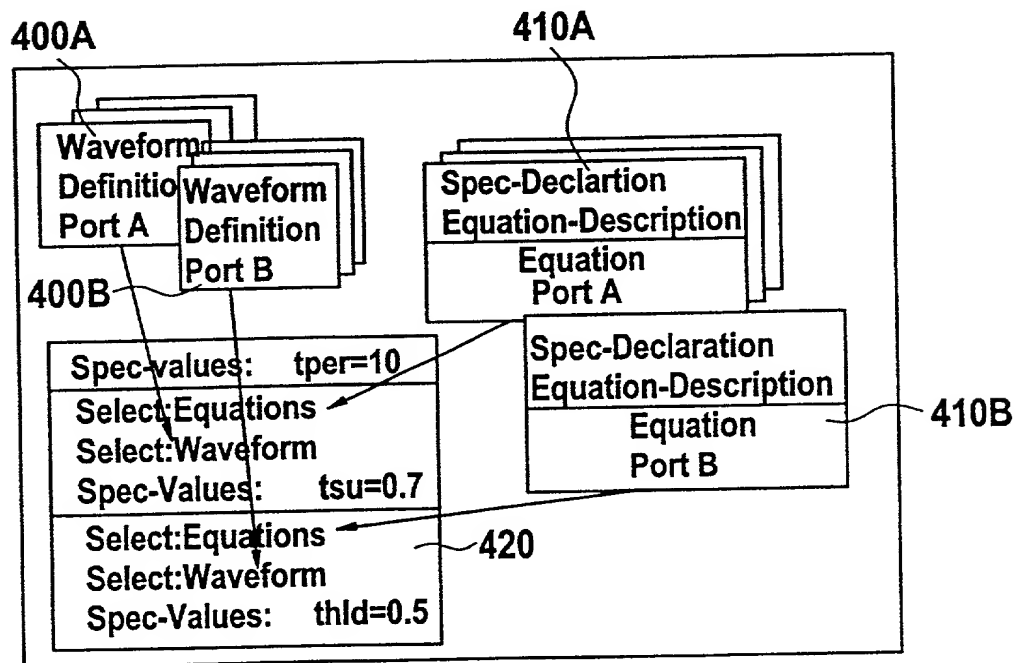 400A
410A
Waveform
Definitio
Port A
Waveform
Definition
Port B
400B
Spec-Declartion
Equation-Description
Equation
Port A
Spec-Declaration
Equation-Description
Equation
Port B
410B
Spec-values: tper=10
Select:Equations
Select:Waveform
Spec-Values: tsu=0.7
Select:Equations
Select:Waveform
Spec-Values: thld=0.5
420